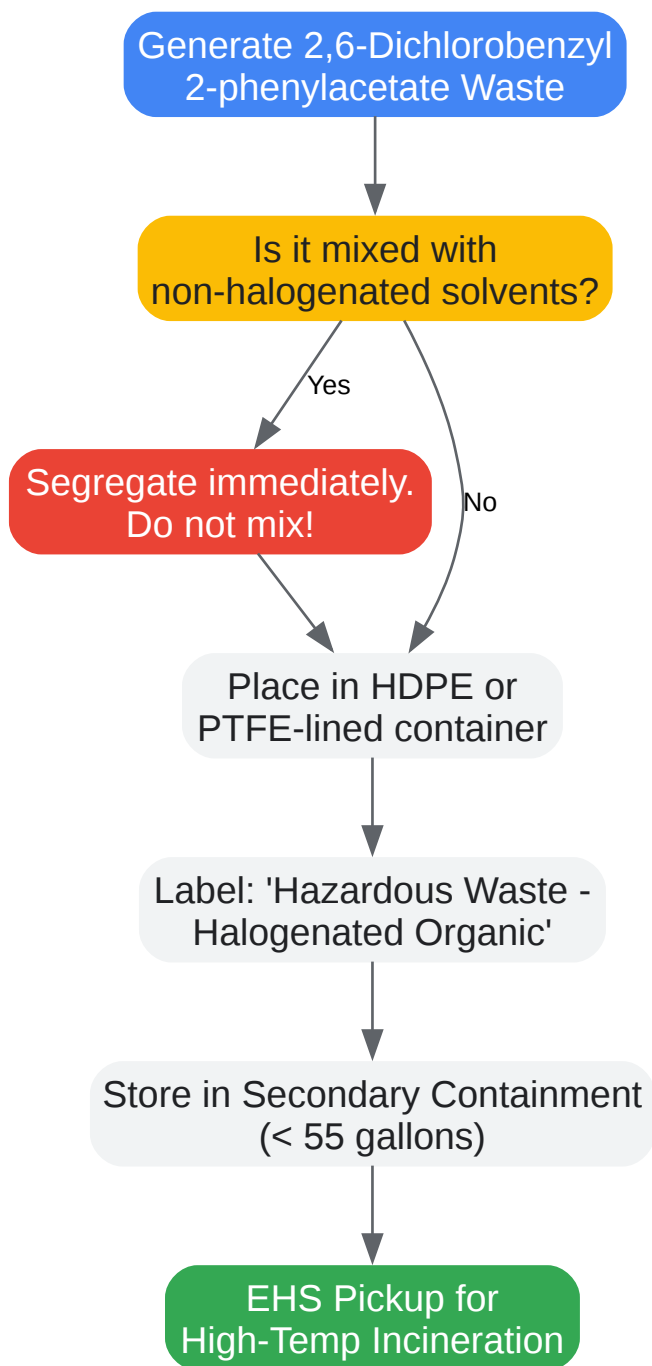 Generate 2,6-Dichlorobenzyl
2-phenylacetate Waste
Is it mixed with
non-halogenated solvents?
Yes
Segregate immediately.
Do not mix!
No
Place in HDPE or
PTFE-lined container
Label: 'Hazardous Waste -
Halogenated Organic'
Store in Secondary Containment
(< 55 gallons)
EHS Pickup for
High-Temp Incineration